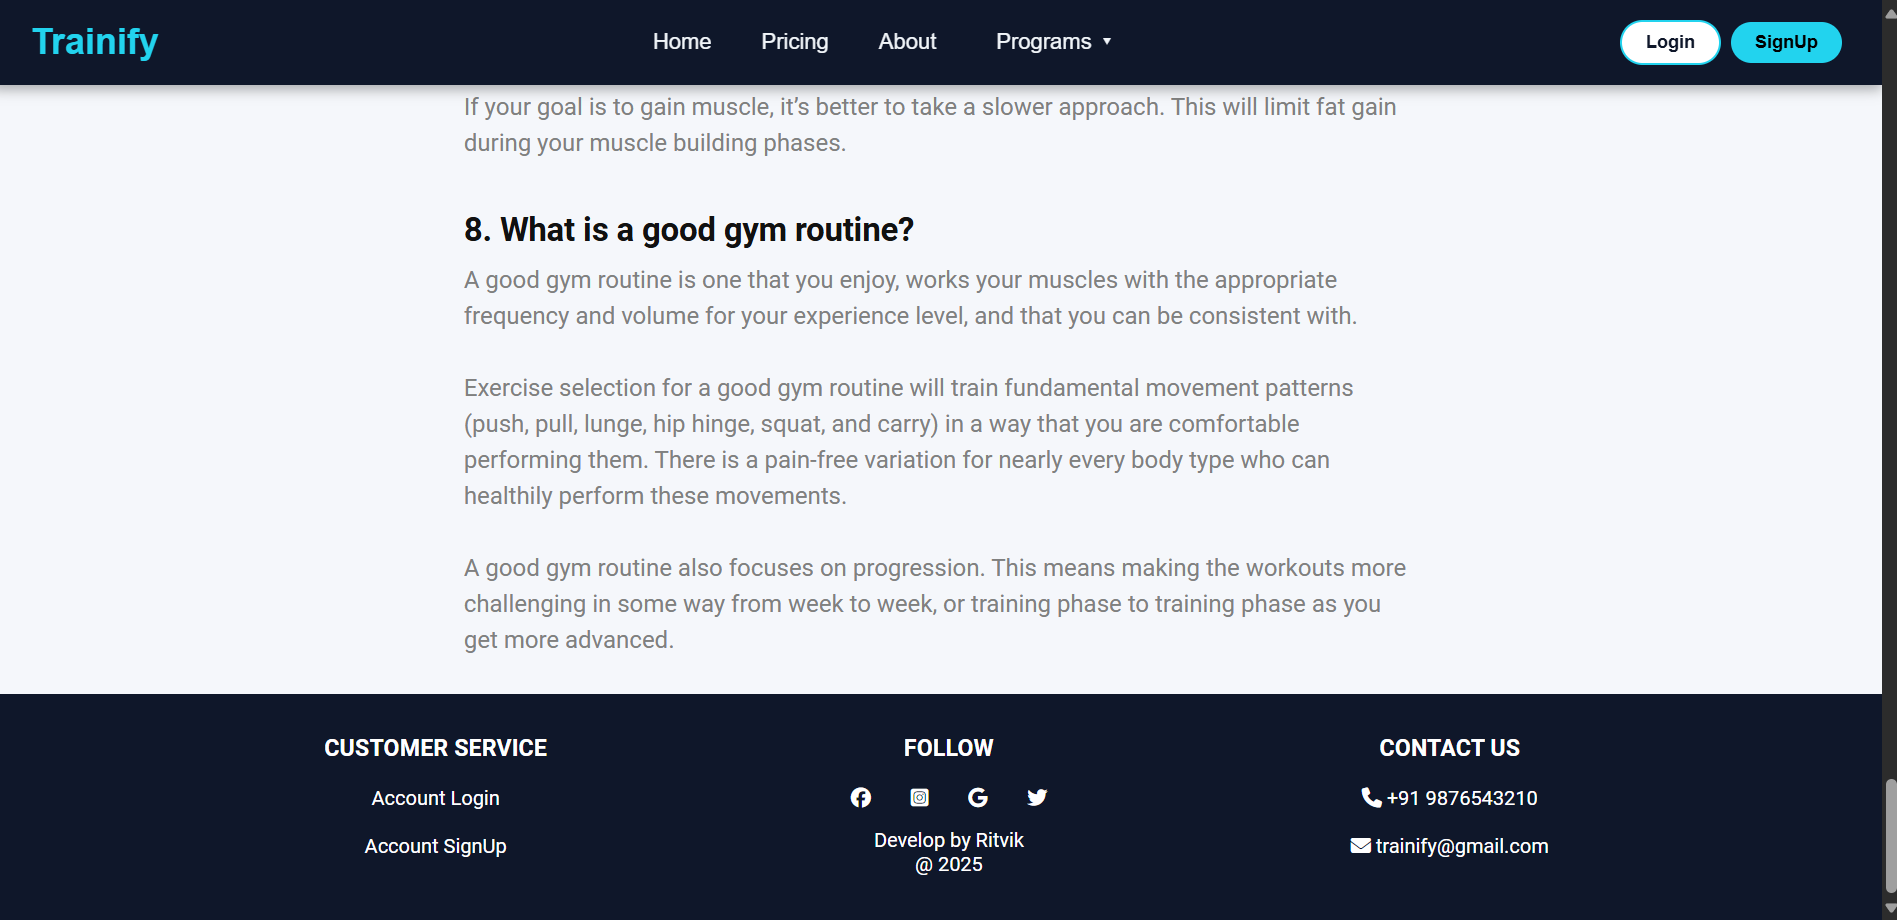 Trainify
Home
Pricing
About
Programs
Login
SignUp
If your goal is to gain muscle, it’s better to take a slower approach. This will limit fat gain
during your muscle building phases.
8. What is a good gym routine?
A good gym routine is one that you enjoy, works your muscles with the appropriate
frequency and volume for your experience level, and that you can be consistent with.
Exercise selection for a good gym routine will train fundamental movement patterns
(push, pull, lunge, hip hinge, squat, and carry) in a way that you are comfortable
performing them. There is a pain-free variation for nearly every body type who can
healthily perform these movements.
A good gym routine also focuses on progression. This means making the workouts more
challenging in some way from week to week, or training phase to training phase as you
get more advanced.
CUSTOMER SERVICE
Account Login
Account SignUp
FOLLOW
Develop by Ritvik
@ 2025
CONTACT US
+91 9876543210
trainify@gmail.com